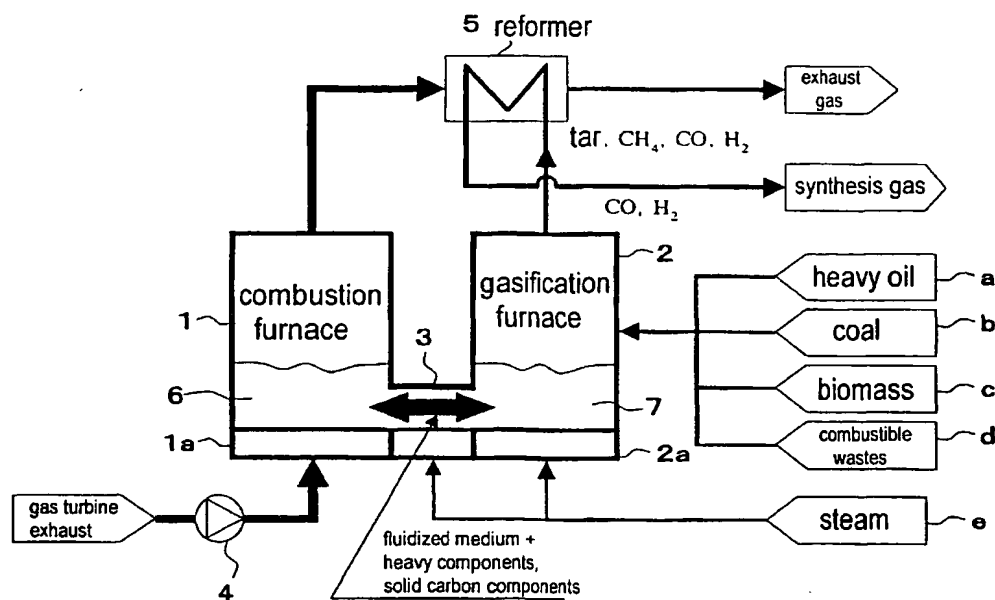 5 reformer
exhaust
gas
tar, CH4, CO, H2
synthesis gas
CO, H2
2
combustion
furnace
gasification
furnace
heavy oil
a
1
3
coal
b
6
7
biomass
c
1a
2a
combustible
wastes
d
gas turbine
exhaust
steam
e
4
fluidized medium +
heavy components,
solid carbon components